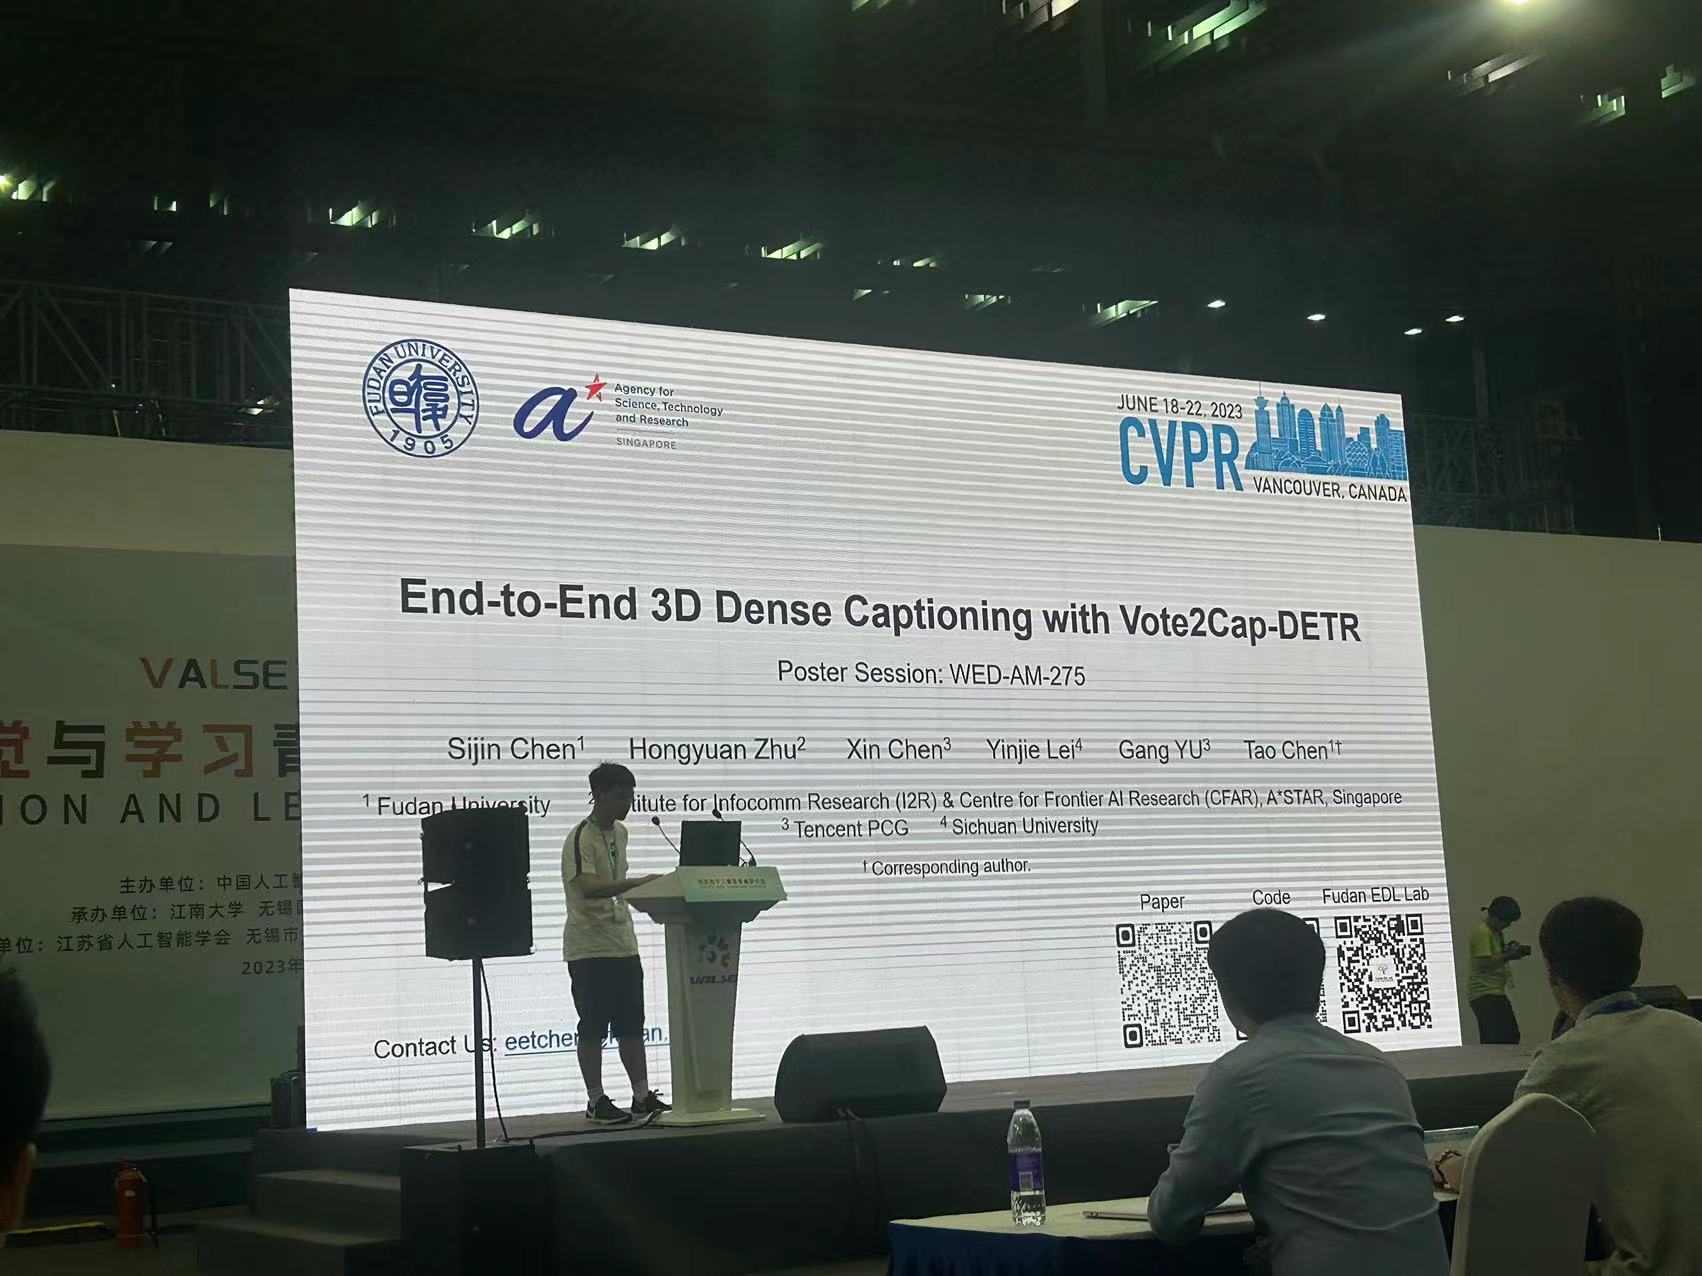 FUDAN UNIVERSITY
1905
Agency for
Science, Technology
and Research
SINGAPORE
JUNE 18-22, 2023
CVPR
VANCOUVER, CANADA
End-to-End 3D Dense Captioning with Vote2Cap-DETR
Poster Session: WED-AM-275
Sijin Chen¹ Hongyuan Zhu² Xin Chen³ Yinjie Lei⁴ Gang YU³ Tao Chen¹†
¹ Fudan University for Infocomm Research (I2R) & Centre for Frontier AI Research (CFAR), A*STAR, Singapore
³ Tencent PCG ⁴ Sichuan University
† Corresponding author.
Paper Code Fudan EDL Lab
Contact Us: eetchen
VALSE
觉与学习
ION AND LE
主办单位：中国人工智
承办单位：江南大学 无锡
单位：江苏省人工智能学会 无锡市
2023年
VALSE